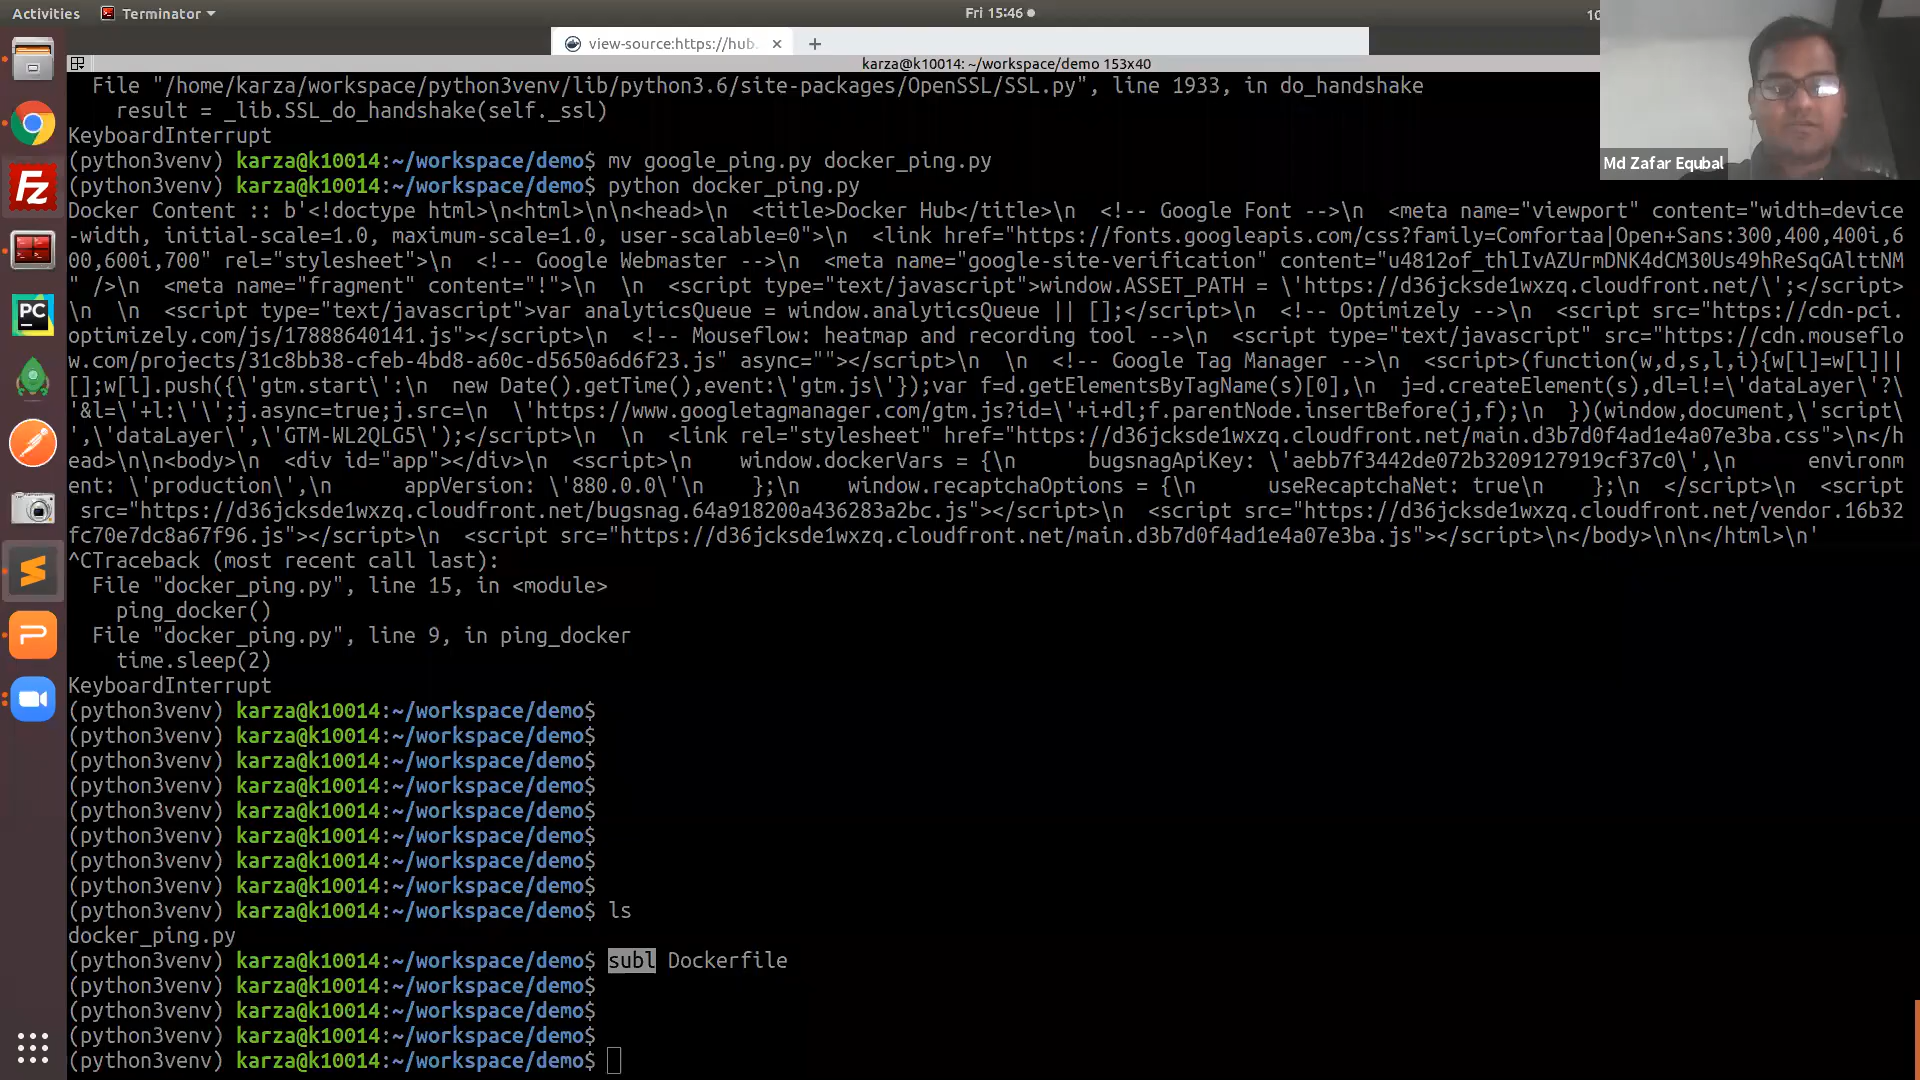 Activities
Terminator
Fri 15:46
10
view-source:https://hub.
karza@k10014: ~/workspace/demo 153x40
File "/home/karza/workspace/python3venv/lib/python3.6/site-packages/OpenSSL/SSL.py", line 1933, in do_handshake
result = _lib.SSL_do_handshake(self._ssl)
KeyboardInterrupt
(python3venv) karza@k10014:~/workspace/demo$ mv google_ping.py docker_ping.py
(python3venv) karza@k10014:~/workspace/demo$ python docker_ping.py
Docker Content :: b'<!doctype html>\n<html>\n\n<head>\n  <title>Docker Hub</title>\n  <!-- Google Font -->\n  <meta name="viewport" content="width=device
-width, initial-scale=1.0, maximum-scale=1.0, user-scalable=0">\n  <link href="https://fonts.googleapis.com/css?family=Comfortaa|Open+Sans:300,400,400i,6
00,600i,700" rel="stylesheet">\n  <!-- Google Webmaster -->\n  <meta name="google-site-verification" content="u4812of_thlIvAZUrmDNK4dCM30Us49hReSqGAlttNM
" />\n  <meta name="fragment" content="!">\n  \n  <script type="text/javascript">window.ASSET_PATH = \'https://d36jcksde1wxzq.cloudfront.net/\';</script>
\n  \n  <script type="text/javascript">var analyticsQueue = window.analyticsQueue || [];</script>\n  <!-- Optimizely -->\n  <script src="https://cdn-pci.
optimizely.com/js/17888640141.js"></script>\n  <!-- Mouseflow: heatmap and recording tool -->\n  <script type="text/javascript" src="https://cdn.mouseflo
w.com/projects/31c8bb38-cfeb-4bd8-a60c-d5650a6d6f23.js" async=""></script>\n  \n  <!-- Google Tag Manager -->\n  <script>(function(w,d,s,l,i){w[l]=w[l]||
[];w[l].push({\'gtm.start\':\n  new Date().getTime(),event:\'gtm.js\'});var f=d.getElementsByTagName(s)[0],\n  j=d.createElement(s),dl=l!=\'dataLayer\'?\
'&l=\'+l:\'\';j.async=true;j.src=\n  \'https://www.googletagmanager.com/gtm.js?id=\'+i+dl;f.parentNode.insertBefore(j,f);\n  })(window,document,\'script\
',\'dataLayer\',\'GTM-WL2QLG5\');</script>\n  \n  <link rel="stylesheet" href="https://d36jcksde1wxzq.cloudfront.net/main.d3b7d0f4ad1e4a07e3ba.css">\n</h
ead>\n\n<body>\n  <div id="app"></div>\n  <script>\n    window.dockerVars = {\n      bugsnagApiKey: \'aebb7f3442de072b3209127919cf37c0\',\n      environm
ent: \'production\',\n      appVersion: \'880.0.0\'\n    };\n    window.recaptchaOptions = {\n      useRecaptchaNet: true\n    };\n  </script>\n  <script
src="https://d36jcksde1wxzq.cloudfront.net/bugsnag.64a918200a436283a2bc.js"></script>\n  <script src="https://d36jcksde1wxzq.cloudfront.net/vendor.16b32
fc70e7dc8a67f96.js"></script>\n  <script src="https://d36jcksde1wxzq.cloudfront.net/main.d3b7d0f4ad1e4a07e3ba.js"></script>\n</body>\n\n</html>\n'
^CTraceback (most recent call last):
File "docker_ping.py", line 15, in <module>
ping_docker()
File "docker_ping.py", line 9, in ping_docker
time.sleep(2)
KeyboardInterrupt
(python3venv) karza@k10014:~/workspace/demo$
(python3venv) karza@k10014:~/workspace/demo$
(python3venv) karza@k10014:~/workspace/demo$
(python3venv) karza@k10014:~/workspace/demo$
(python3venv) karza@k10014:~/workspace/demo$
(python3venv) karza@k10014:~/workspace/demo$
(python3venv) karza@k10014:~/workspace/demo$
(python3venv) karza@k10014:~/workspace/demo$
(python3venv) karza@k10014:~/workspace/demo$ ls
docker_ping.py
(python3venv) karza@k10014:~/workspace/demo$ subl Dockerfile
(python3venv) karza@k10014:~/workspace/demo$
(python3venv) karza@k10014:~/workspace/demo$
(python3venv) karza@k10014:~/workspace/demo$
(python3venv) karza@k10014:~/workspace/demo$
Md Zafar Equbal
Fz
PC